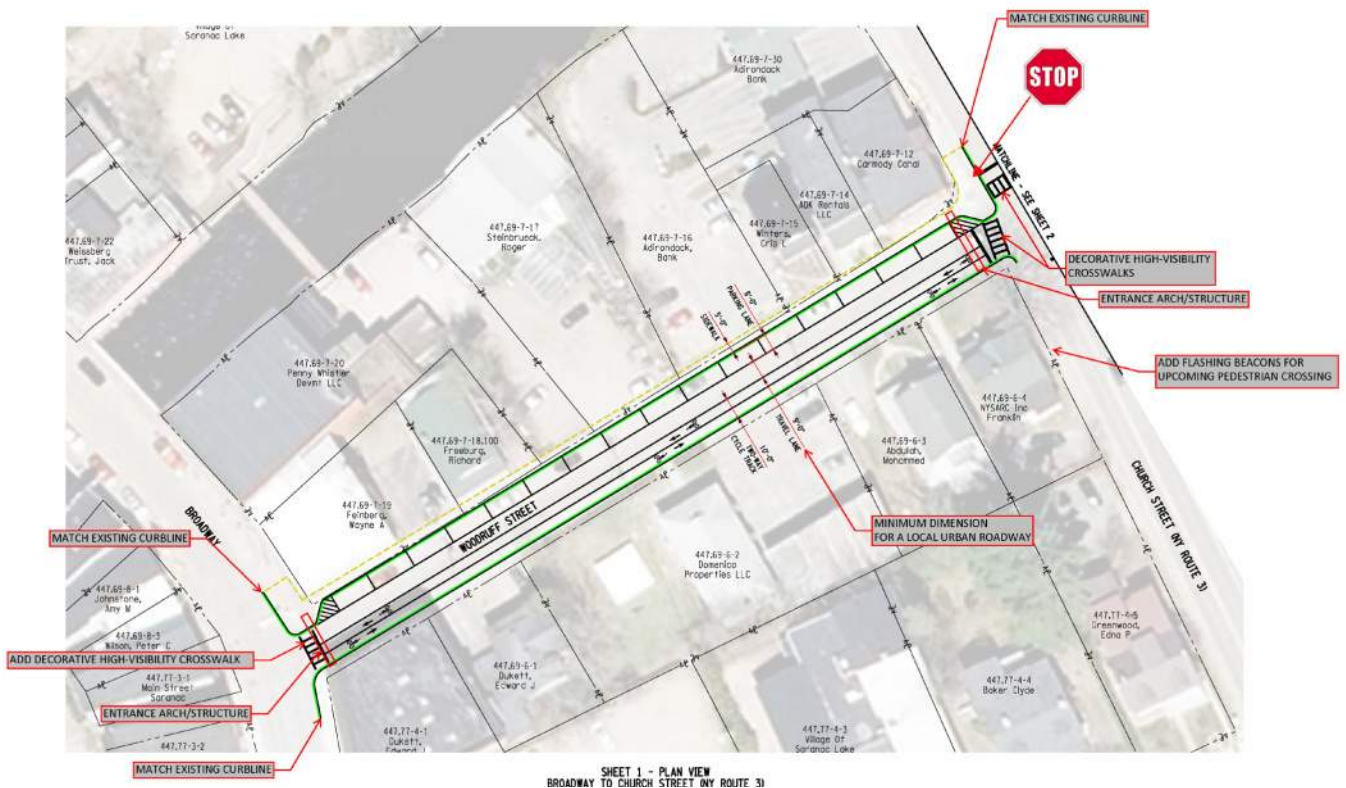 Village Of
Saranac Lake
MATCH EXISTING CURBLINE
STOP
447.69-7-30
Adirondack
Bank
447.69-7-12
Carmody Canal
MATCHLINE - SEE SHEET 2
447.69-7-14
ADK Rentals
LLC
447.69-7-15
Winters,
Cris L
447.69-7-17
Steinbrueck,
Roger
447.69-7-16
Adirondack,
Bank
447.69-7-22
Weissberg
Trust, Jack
DECORATIVE HIGH-VISIBILITY
CROSSWALKS
ENTRANCE ARCH/STRUCTURE
PARKING LANE
5'-0"
SIDEWALK
447.69-7-20
Penny Whistler
Devmt LLC
ADD FLASHING BEACONS FOR
UPCOMING PEDESTRIAN CROSSING
447.69-6-4
NYSARC Inc
Franklin
447.69-7-18.100
Freeburg,
Richard
9'-0"
TRAVEL LANE
10'-0"
TWO-WAY
CYCLE TRACK
447.69-6-3
Abdulah,
Mohammed
CHURCH STREET (NY ROUTE 3)
447.69-7-19
Feinberg,
Wayne A
WOODRUFF STREET
BROADWAY
MINIMUM DIMENSION
FOR A LOCAL URBAN ROADWAY
MATCH EXISTING CURBLINE
447.69-6-2
Domenico
Properties LLC
447.69-8-1
Johnstone,
Amy M
447.69-8-3
Wilson, Peter C
447.77-4-5
Greenwood,
Edna P.
ADD DECORATIVE HIGH-VISIBILITY CROSSWALK
447.69-6-1
Dukett,
Edward J
447.77-3-1
Main Street
Saranac
447.77-4-4
Baker Clyde
ENTRANCE ARCH/STRUCTURE
447.77-4-1
Dukett,
Edward J
447.77-4-3
Village Of
Saranac Lake
447.77-3-2
MATCH EXISTING CURBLINE
SHEET 1 - PLAN VIEW
BROADWAY TO CHURCH STREET (NY ROUTE 3)